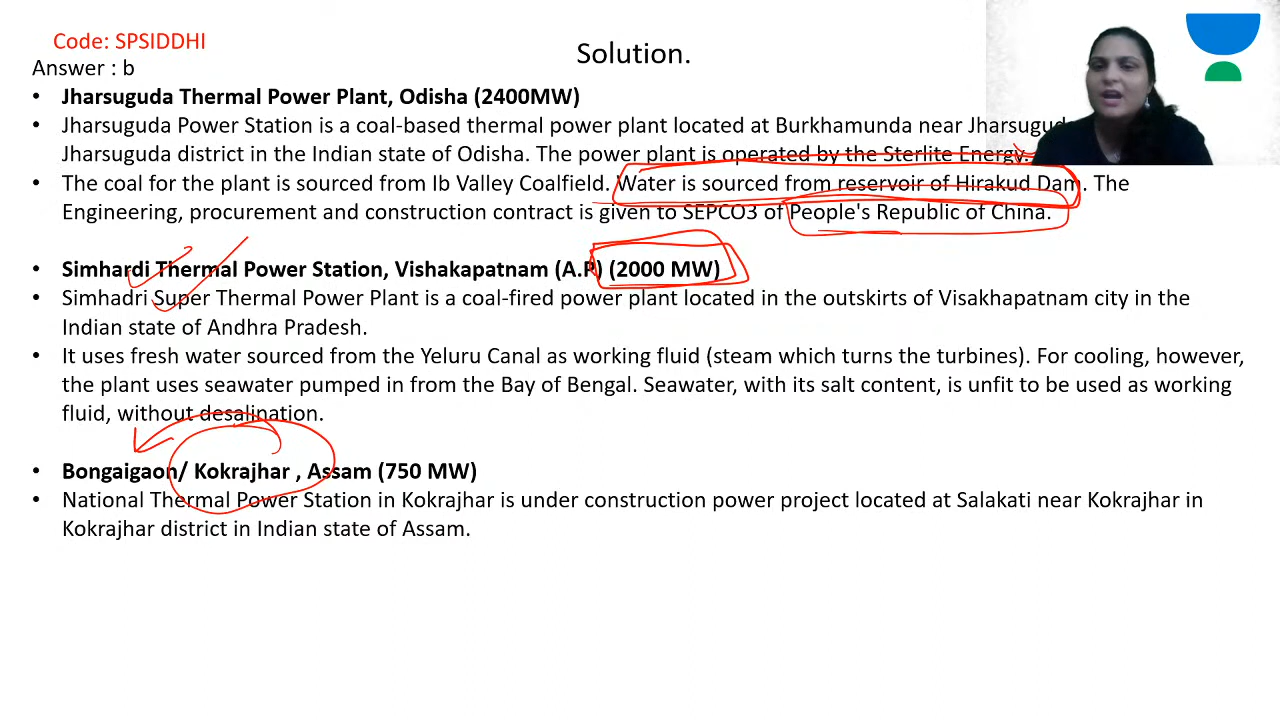 Code: SPSIDDHI
Solution.
Answer : b
• Jharsuguda Thermal Power Plant, Odisha (2400MW)
• Jharsuguda Power Station is a coal-based thermal power plant located at Burkhamunda near
Jharsuguda district in the Indian state of Odisha. The power plant is operated by the Sterlite Energy.
• The coal for the plant is sourced from Ib Valley Coalfield. Water is sourced from reservoir of Hirakud Dam. The
Engineering, procurement and construction contract is given to SEPCO3 of People's Republic of China.
• Simhardi Thermal Power Station, Vishakapatnam (A.P) (2000 MW)
• Simhadri Super Thermal Power Plant is a coal-fired power plant located in the outskirts of Visakhapatnam city in the
Indian state of Andhra Pradesh.
• It uses fresh water sourced from the Yeluru Canal as working fluid (steam which turns the turbines). For cooling, however,
the plant uses seawater pumped in from the Bay of Bengal. Seawater, with its salt content, is unfit to be used as working
fluid, without desalination.
• Bongaigaon/ Kokrajhar , Assam (750 MW)
• National Thermal Power Station in Kokrajhar is under construction power project located at Salakati near Kokrajhar in
Kokrajhar district in Indian state of Assam.